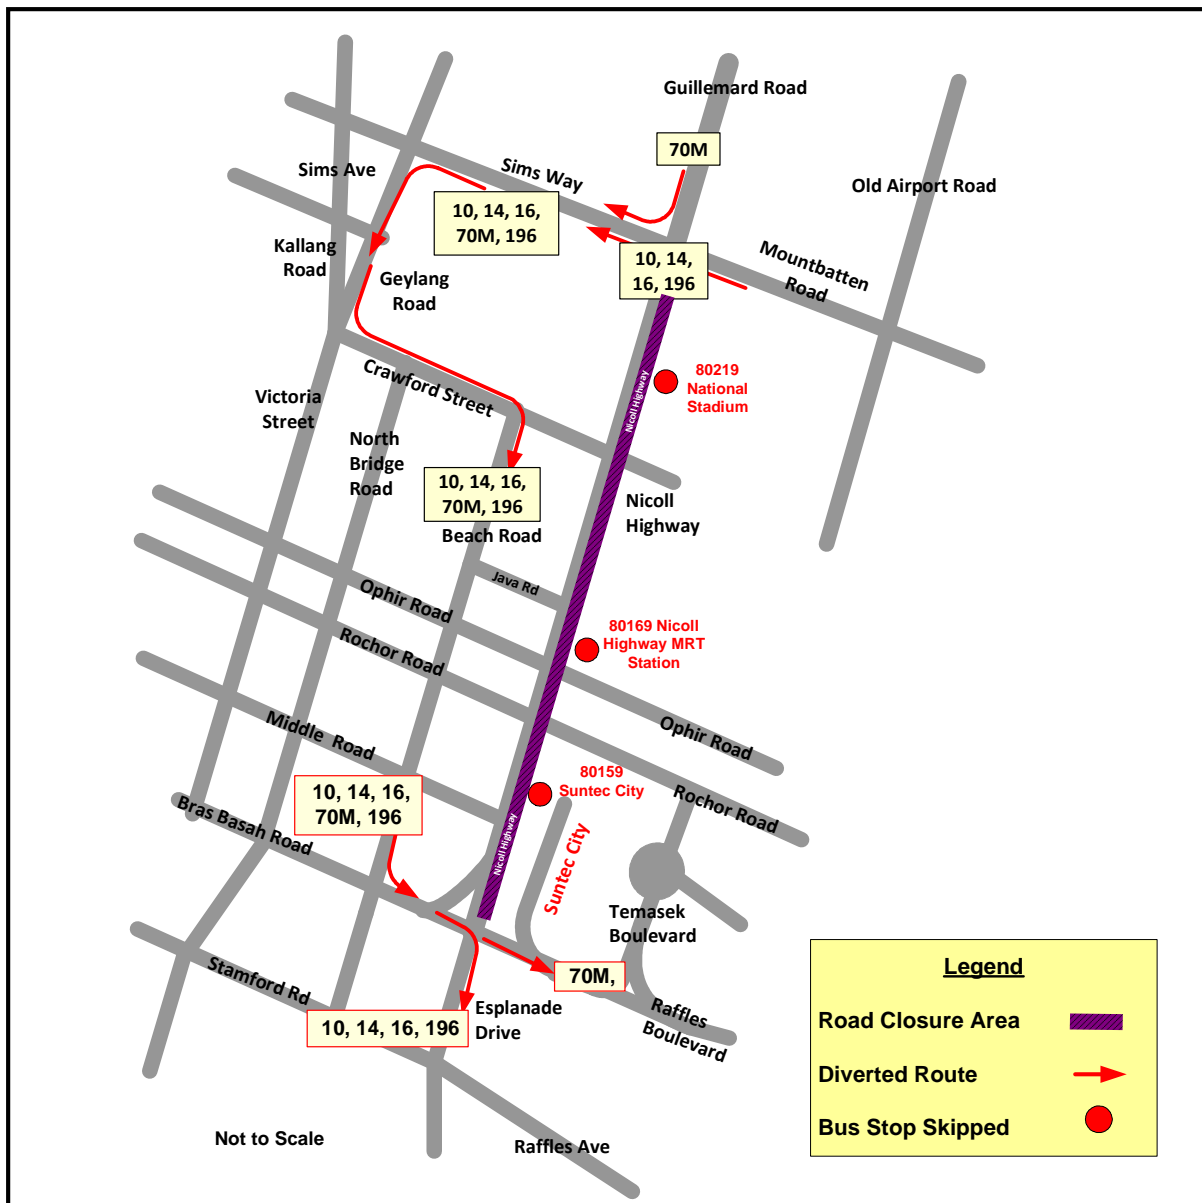 Guillemard Road
70M
Sims Way
Sims Ave
Old Airport Road
10, 14, 16,
70M, 196
Kallang
Road
Geylang
Road
10, 14,
16, 196
Mountbatten
Road
80219
National
Stadium
Nicoll Highway
Crawford Street
Victoria
Street
North
Bridge
Road
10, 14, 16,
70M, 196
Beach Road
Nicoll
Highway
Java Rd
Ophir Road
Rochor Road
80169 Nicoll
Highway MRT
Station
Middle Road
Ophir Road
80159
Suntec City
Rochor Road
10, 14, 16,
70M, 196
Bras Basah Road
Nicoll Highway
Suntec City
Temasek
Boulevard
70M,
Stamford Rd
10, 14, 16, 196
Esplanade
Drive
Raffles
Boulevard
Raffles Ave
Not to Scale
Legend
Road Closure Area
Diverted Route
Bus Stop Skipped